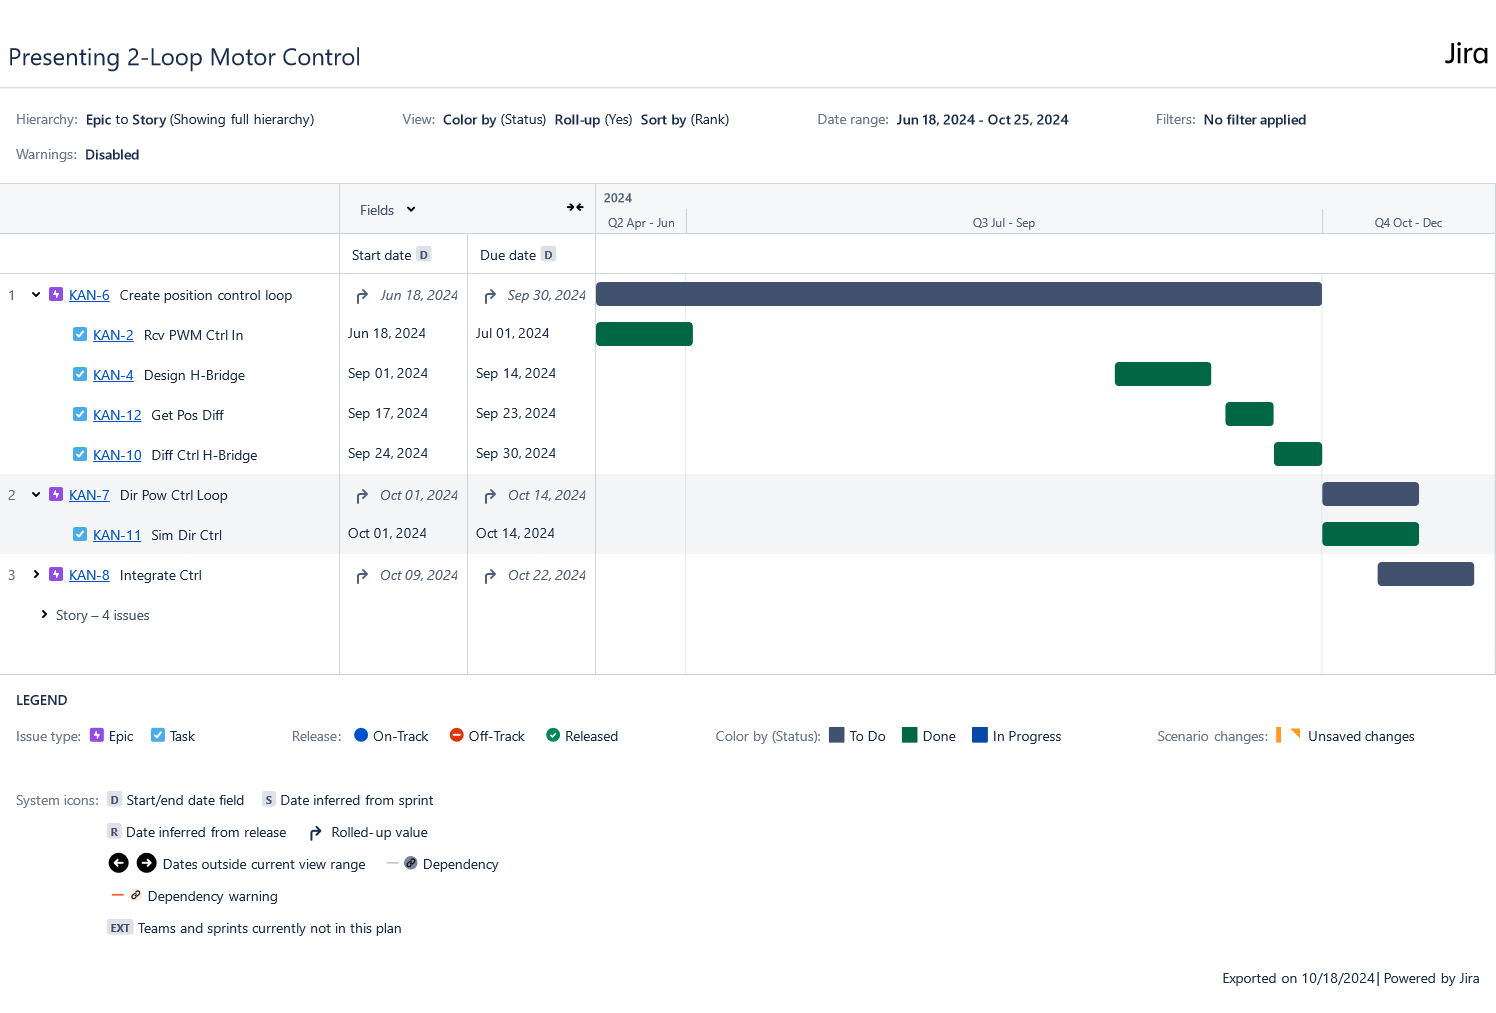 Presenting 2-Loop Motor Control
Jira
Hierarchy: Epic to Story (Showing full hierarchy) View: Color by (Status) Roll-up (Yes) Sort by (Rank) Date range: Jun 18, 2024 - Oct 25, 2024 Filters: No filter applied
Warnings: Disabled
Fields
2024
Q2 Apr - Jun Q3 Jul - Sep Q4 Oct - Dec
Start date D Due date D
1 KAN-6 Create position control loop Jun 18, 2024 Sep 30, 2024
KAN-2 Rcv PWM Ctrl In Jun 18, 2024 Jul 01, 2024
KAN-4 Design H-Bridge Sep 01, 2024 Sep 14, 2024
KAN-12 Get Pos Diff Sep 17, 2024 Sep 23, 2024
KAN-10 Diff Ctrl H-Bridge Sep 24, 2024 Sep 30, 2024
2 KAN-7 Dir Pow Ctrl Loop Oct 01, 2024 Oct 14, 2024
KAN-11 Sim Dir Ctrl Oct 01, 2024 Oct 14, 2024
3 KAN-8 Integrate Ctrl Oct 09, 2024 Oct 22, 2024
Story – 4 issues
LEGEND
Issue type: Epic Task Release: On-Track Off-Track Released Color by (Status): To Do Done In Progress Scenario changes: Unsaved changes
System icons: D Start/end date field S Date inferred from sprint
R Date inferred from release Rolled-up value
Dates outside current view range Dependency
Dependency warning
EXT Teams and sprints currently not in this plan
Exported on 10/18/2024| Powered by Jira